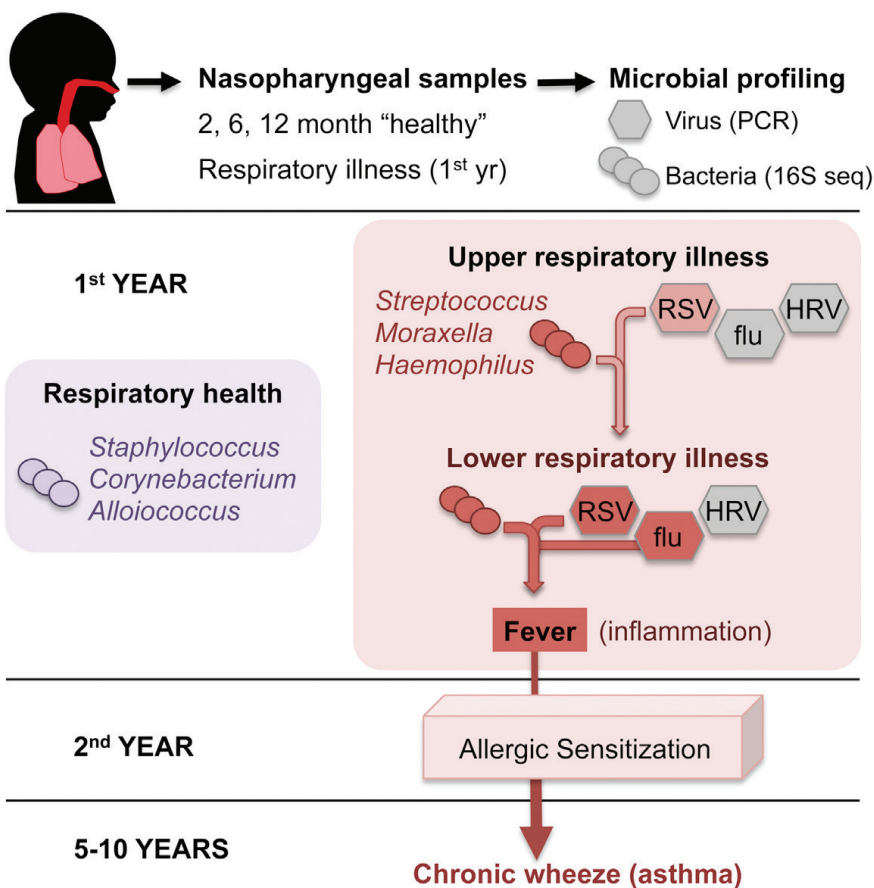 Nasopharyngeal samples
2, 6, 12 month “healthy”
Respiratory illness (1st yr)
Microbial profiling
Virus (PCR)
Bacteria (16S seq)
1st YEAR
Respiratory health
Staphylococcus
Corynebacterium
Alloiococcus
Upper respiratory illness
Streptococcus
Moraxella
Haemophilus
RSV
flu
HRV
Lower respiratory illness
RSV
flu
HRV
Fever (inflammation)
2nd YEAR
Allergic Sensitization
5-10 YEARS
Chronic wheeze (asthma)